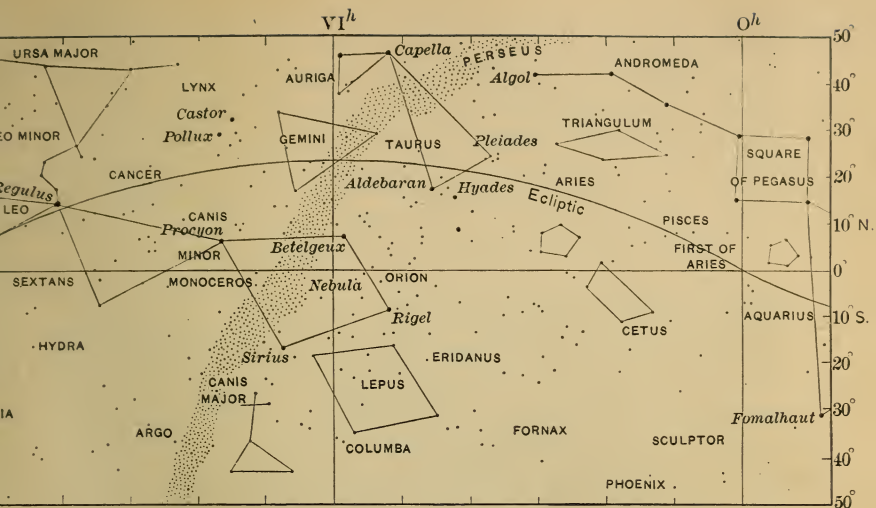 VIʰ
Oʰ
URSA MAJOR
Capella
PERSEUS
50°
AURIGA
Algol
ANDROMEDA
LYNX
40°
Castor
TRIANGULUM
EO MINOR
Pollux
GEMINI
TAURUS
Pleiades
30°
SQUARE
CANCER
Aldebaran
Hyades
ARIES
OF PEGASUS
20°
Regulus
Ecliptic
LEO
CANIS
PISCES
Procyon
10°
N.
MINOR
Betelgeux
FIRST OF
ARIES
0°
SEXTANS
MONOCEROS
Nebula
ORION
Rigel
CETUS
AQUARIUS
10°
S.
HYDRA
Sirius
ERIDANUS
20°
CANIS
LEPUS
MAJOR
IA
30°
ARGO
FORNAX
Fomalhaut
COLUMBA
SCULPTOR
40°
PHOENIX
50°